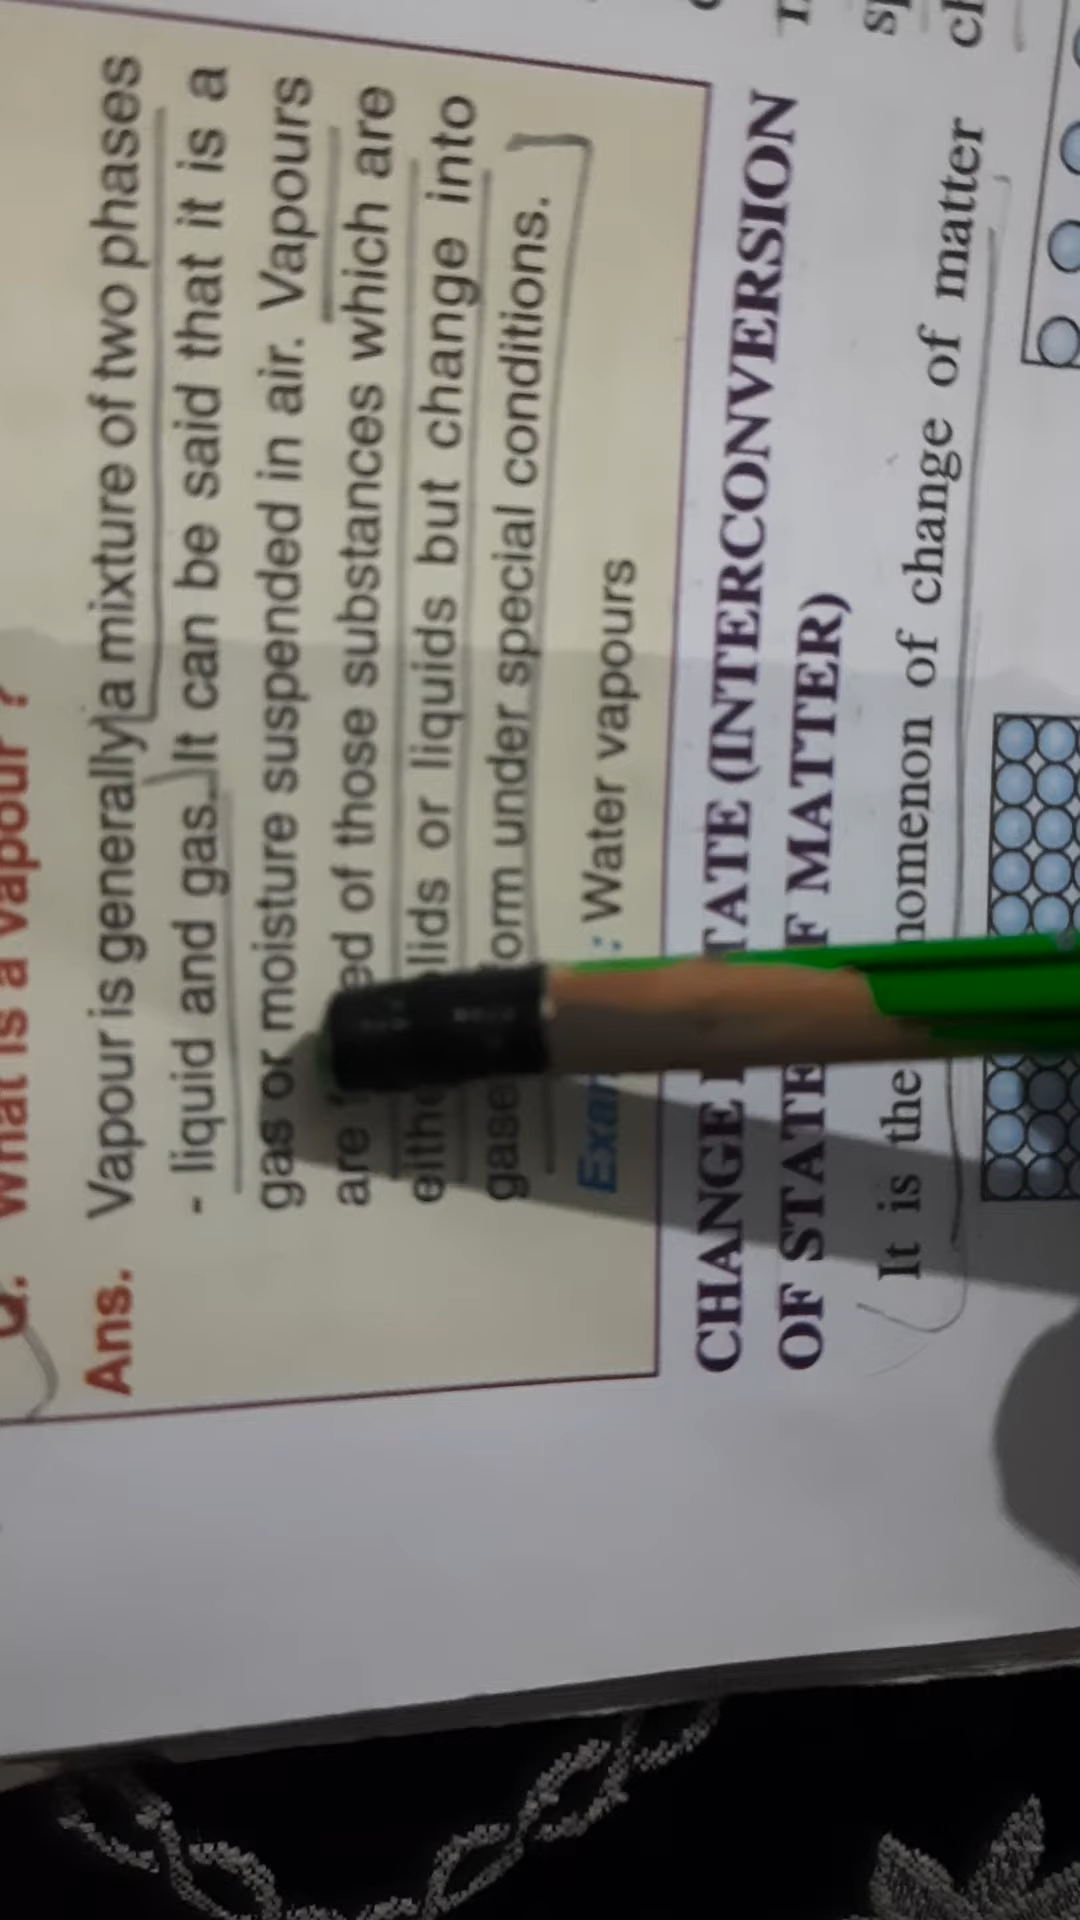 Q. What is a vapour ?
Ans. Vapour is generally a mixture of two phases
- liquid and gas. It can be said that it is a
gas or moisture suspended in air. Vapours
are ed of those substances which are
either lids or liquids but change into
gase orm under special conditions.
: Water vapours
CHANGE TATE (INTERCONVERSION
OF STATE F MATTER)
It is the nomenon of change of matter